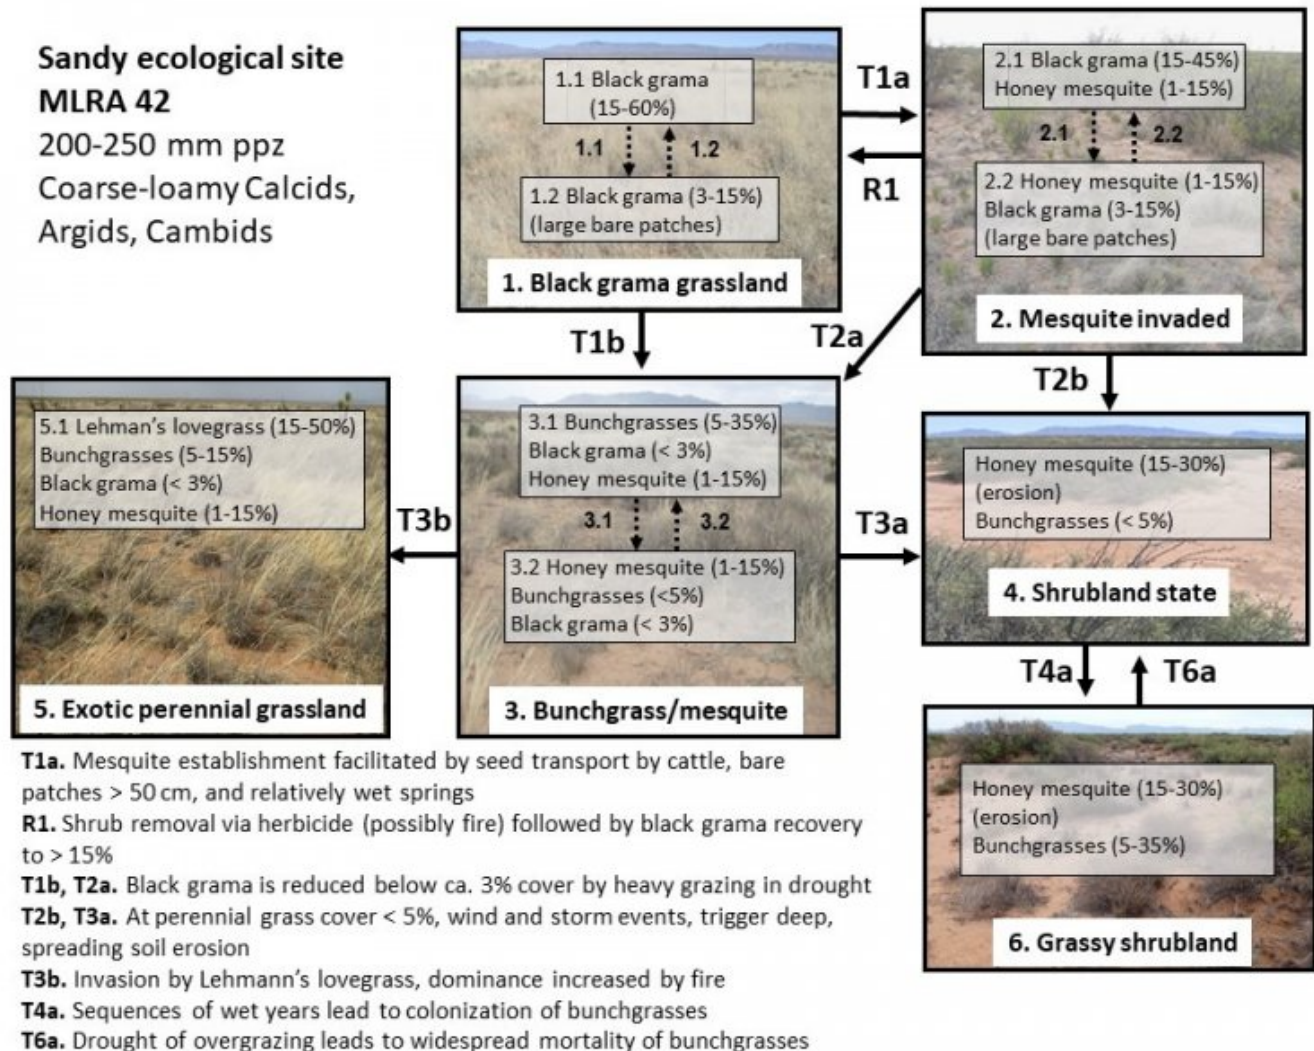 Sandy ecological site
MLRA 42
200-250 mm ppz
Coarse-loamy Calcids,
Argids, Cambids
1.1 Black grama
(15-60%)
1.1
1.2
1.2 Black grama (3-15%)
(large bare patches)
1. Black grama grassland
T1a
R1
2.1 Black grama (15-45%)
Honey mesquite (1-15%)
2.1
2.2
2.2 Honey mesquite (1-15%)
Black grama (3-15%)
(large bare patches)
2. Mesquite invaded
T1b
T2a
T2b
5.1 Lehman’s lovegrass (15-50%)
Bunchgrasses (5-15%)
Black grama (< 3%)
Honey mesquite (1-15%)
5. Exotic perennial grassland
T3b
3.1 Bunchgrasses (5-35%)
Black grama (< 3%)
Honey mesquite (1-15%)
3.1
3.2
3.2 Honey mesquite (1-15%)
Bunchgrasses (<5%)
Black grama (< 3%)
3. Bunchgrass/mesquite
T3a
Honey mesquite (15-30%)
(erosion)
Bunchgrasses (< 5%)
4. Shrubland state
T4a
T6a
Honey mesquite (15-30%)
(erosion)
Bunchgrasses (5-35%)
6. Grassy shrubland
T1a. Mesquite establishment facilitated by seed transport by cattle, bare
patches > 50 cm, and relatively wet springs
R1. Shrub removal via herbicide (possibly fire) followed by black grama recovery
to > 15%
T1b, T2a. Black grama is reduced below ca. 3% cover by heavy grazing in drought
T2b, T3a. At perennial grass cover < 5%, wind and storm events, trigger deep,
spreading soil erosion
T3b. Invasion by Lehmann’s lovegrass, dominance increased by fire
T4a. Sequences of wet years lead to colonization of bunchgrasses
T6a. Drought of overgrazing leads to widespread mortality of bunchgrasses